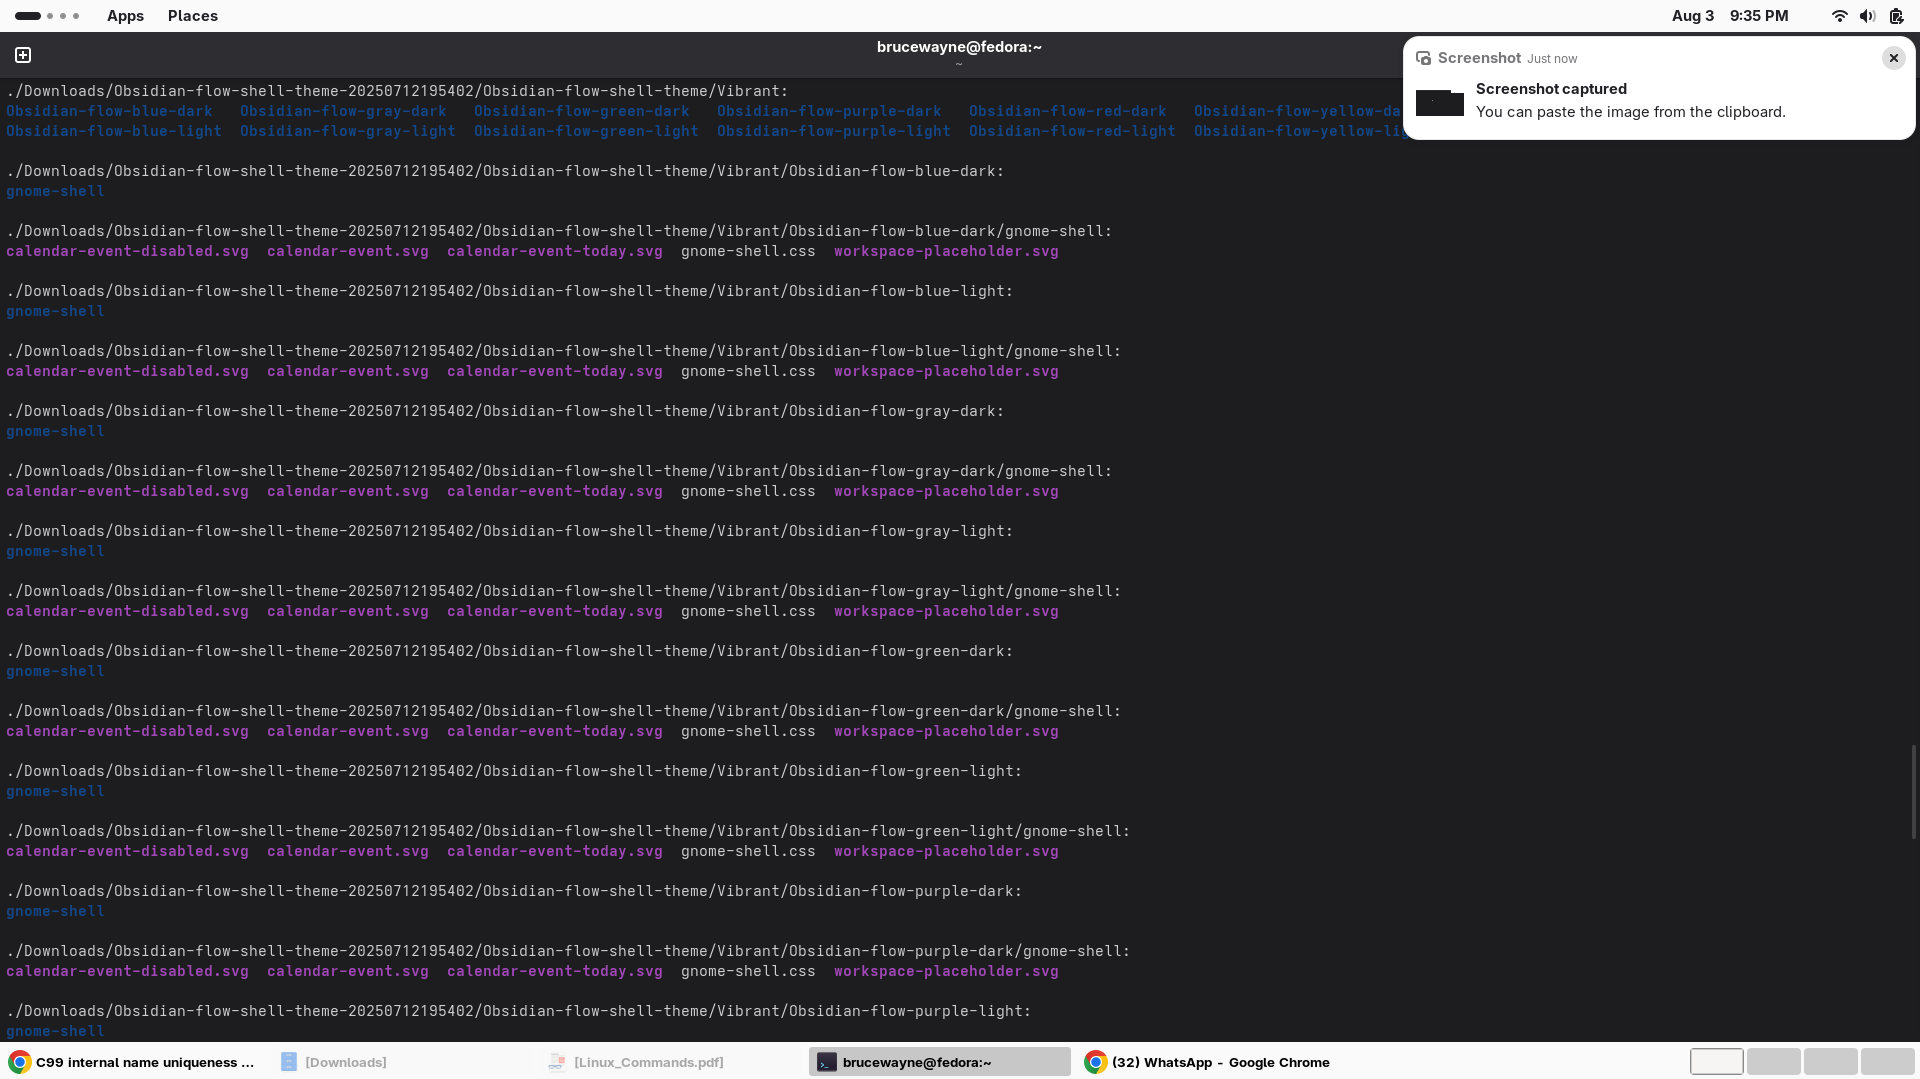 Apps Places Aug 3 9:35 PM
brucewayne@fedora:~
~
Screenshot Just now
Screenshot captured
You can paste the image from the clipboard.
./Downloads/Obsidian-flow-shell-theme-20250712195402/Obsidian-flow-shell-theme/Vibrant:
Obsidian-flow-blue-dark Obsidian-flow-gray-dark Obsidian-flow-green-dark Obsidian-flow-purple-dark Obsidian-flow-red-dark Obsidian-flow-yellow-da
Obsidian-flow-blue-light Obsidian-flow-gray-light Obsidian-flow-green-light Obsidian-flow-purple-light Obsidian-flow-red-light Obsidian-flow-yellow-lig
./Downloads/Obsidian-flow-shell-theme-20250712195402/Obsidian-flow-shell-theme/Vibrant/Obsidian-flow-blue-dark:
gnome-shell
./Downloads/Obsidian-flow-shell-theme-20250712195402/Obsidian-flow-shell-theme/Vibrant/Obsidian-flow-blue-dark/gnome-shell:
calendar-event-disabled.svg calendar-event.svg calendar-event-today.svg gnome-shell.css workspace-placeholder.svg
./Downloads/Obsidian-flow-shell-theme-20250712195402/Obsidian-flow-shell-theme/Vibrant/Obsidian-flow-blue-light:
gnome-shell
./Downloads/Obsidian-flow-shell-theme-20250712195402/Obsidian-flow-shell-theme/Vibrant/Obsidian-flow-blue-light/gnome-shell:
calendar-event-disabled.svg calendar-event.svg calendar-event-today.svg gnome-shell.css workspace-placeholder.svg
./Downloads/Obsidian-flow-shell-theme-20250712195402/Obsidian-flow-shell-theme/Vibrant/Obsidian-flow-gray-dark:
gnome-shell
./Downloads/Obsidian-flow-shell-theme-20250712195402/Obsidian-flow-shell-theme/Vibrant/Obsidian-flow-gray-dark/gnome-shell:
calendar-event-disabled.svg calendar-event.svg calendar-event-today.svg gnome-shell.css workspace-placeholder.svg
./Downloads/Obsidian-flow-shell-theme-20250712195402/Obsidian-flow-shell-theme/Vibrant/Obsidian-flow-gray-light:
gnome-shell
./Downloads/Obsidian-flow-shell-theme-20250712195402/Obsidian-flow-shell-theme/Vibrant/Obsidian-flow-gray-light/gnome-shell:
calendar-event-disabled.svg calendar-event.svg calendar-event-today.svg gnome-shell.css workspace-placeholder.svg
./Downloads/Obsidian-flow-shell-theme-20250712195402/Obsidian-flow-shell-theme/Vibrant/Obsidian-flow-green-dark:
gnome-shell
./Downloads/Obsidian-flow-shell-theme-20250712195402/Obsidian-flow-shell-theme/Vibrant/Obsidian-flow-green-dark/gnome-shell:
calendar-event-disabled.svg calendar-event.svg calendar-event-today.svg gnome-shell.css workspace-placeholder.svg
./Downloads/Obsidian-flow-shell-theme-20250712195402/Obsidian-flow-shell-theme/Vibrant/Obsidian-flow-green-light:
gnome-shell
./Downloads/Obsidian-flow-shell-theme-20250712195402/Obsidian-flow-shell-theme/Vibrant/Obsidian-flow-green-light/gnome-shell:
calendar-event-disabled.svg calendar-event.svg calendar-event-today.svg gnome-shell.css workspace-placeholder.svg
./Downloads/Obsidian-flow-shell-theme-20250712195402/Obsidian-flow-shell-theme/Vibrant/Obsidian-flow-purple-dark:
gnome-shell
./Downloads/Obsidian-flow-shell-theme-20250712195402/Obsidian-flow-shell-theme/Vibrant/Obsidian-flow-purple-dark/gnome-shell:
calendar-event-disabled.svg calendar-event.svg calendar-event-today.svg gnome-shell.css workspace-placeholder.svg
./Downloads/Obsidian-flow-shell-theme-20250712195402/Obsidian-flow-shell-theme/Vibrant/Obsidian-flow-purple-light:
gnome-shell
C99 internal name uniqueness ... [Downloads] [Linux_Commands.pdf] brucewayne@fedora:~ (32) WhatsApp - Google Chrome